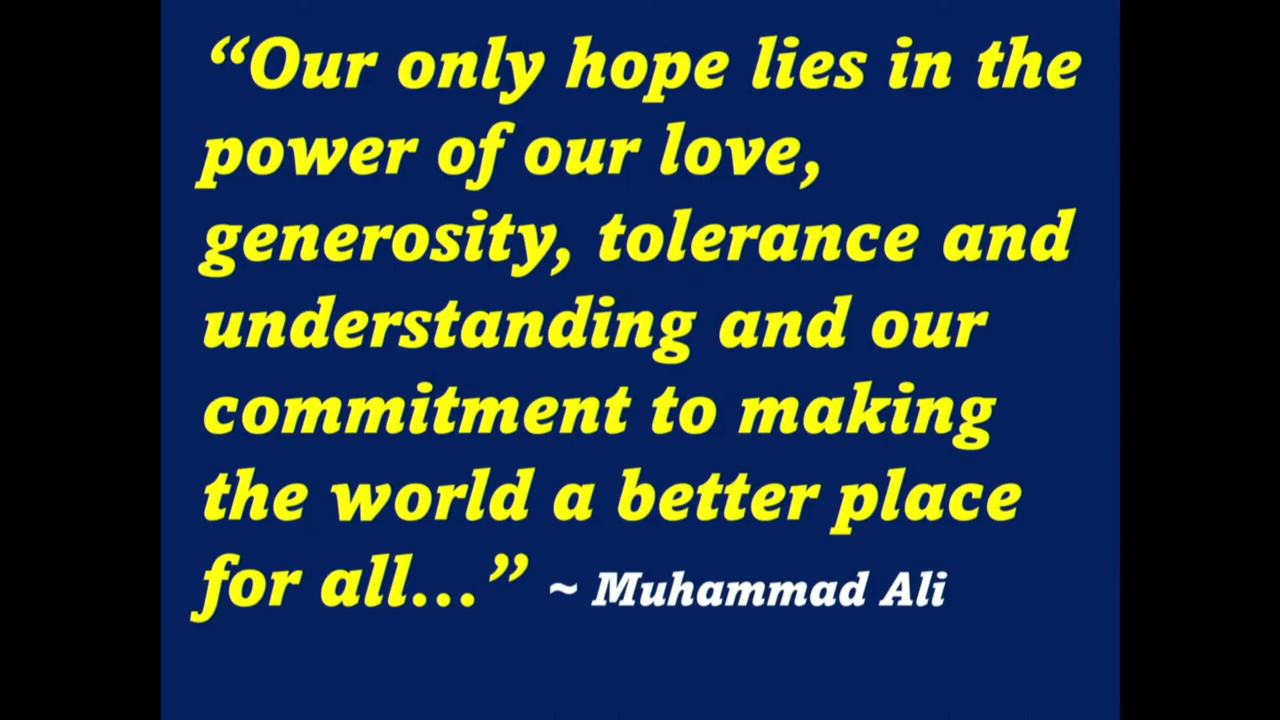 “Our only hope lies in the
power of our love,
generosity, tolerance and
understanding and our
commitment to making
the world a better place
for all...” ~ Muhammad Ali